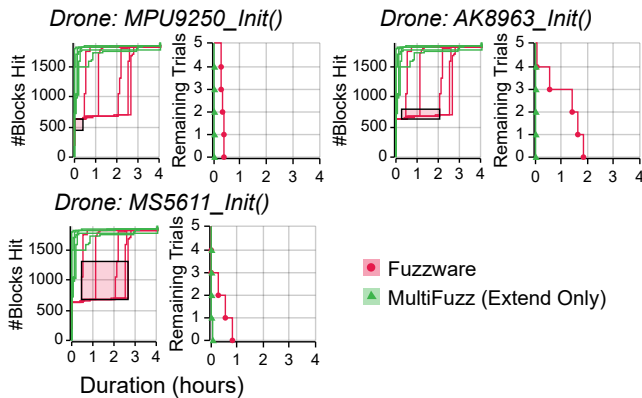 Drone: MPU9250_Init()
#Blocks Hit
1500
1000
500
0
0 1 2 3 4
Remaining Trials
5
4
3
2
1
0
0 1 2 3 4
Drone: AK8963_Init()
#Blocks Hit
1500
1000
500
0
0 1 2 3 4
Remaining Trials
5
4
3
2
1
0
0 1 2 3 4
Drone: MS5611_Init()
#Blocks Hit
1500
1000
500
0
0 1 2 3 4
Remaining Trials
5
4
3
2
1
0
0 1 2 3 4
Duration (hours)
Fuzzware
MultiFuzz (Extend Only)